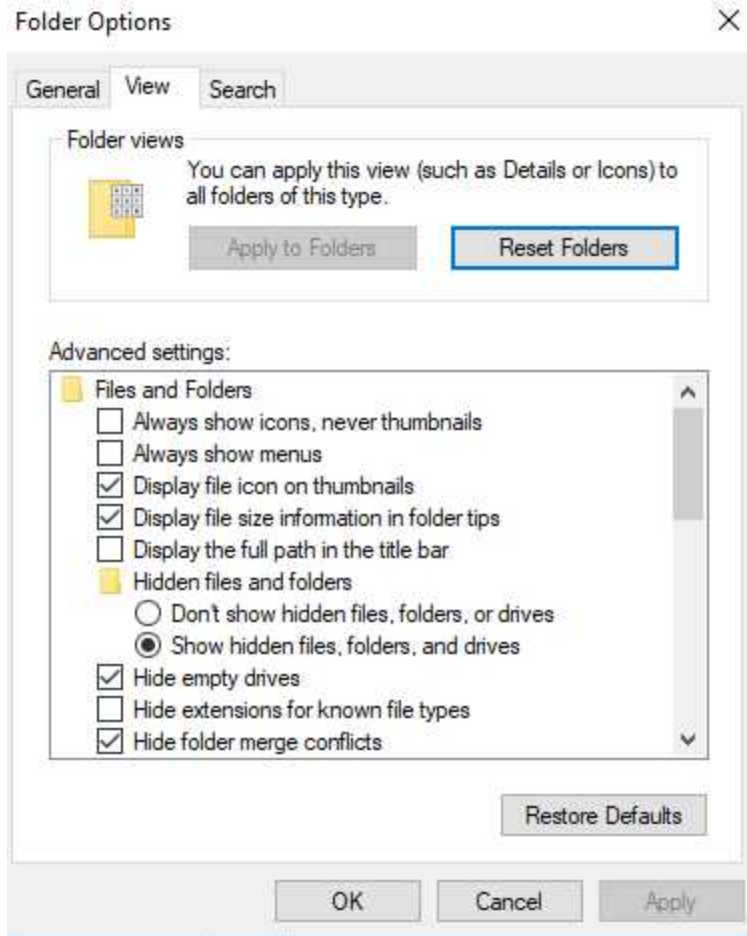 Folder Options
General View Search
Folder views
You can apply this view (such as Details or Icons) to
all folders of this type.
Apply to Folders Reset Folders
Advanced settings:
Files and Folders
Always show icons, never thumbnails
Always show menus
Display file icon on thumbnails
Display file size information in folder tips
Display the full path in the title bar
Hidden files and folders
Don't show hidden files, folders, or drives
Show hidden files, folders, and drives
Hide empty drives
Hide extensions for known file types
Hide folder merge conflicts
Restore Defaults
OK Cancel Apply